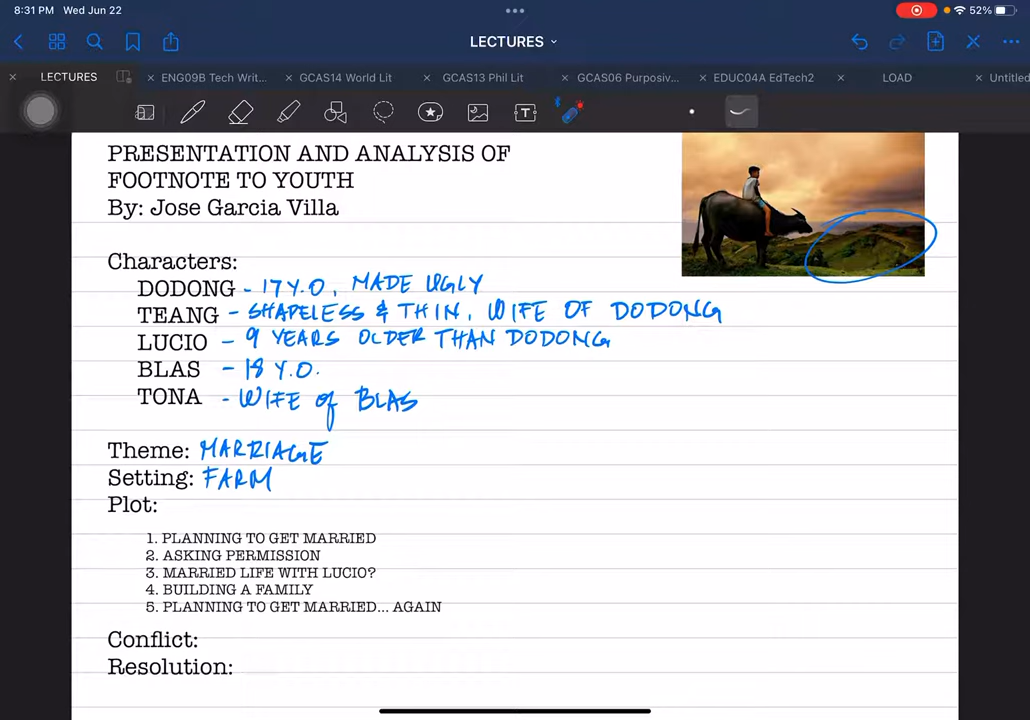 8:31 PM Wed Jun 22
52%
LECTURES
LECTURES
ENG09B Tech Writ...
GCAS14 World Lit
GCAS13 Phil Lit
GCAS06 Purposiv...
EDUC04A EdTech2
LOAD
Untitled
PRESENTATION AND ANALYSIS OF
FOOTNOTE TO YOUTH
By: Jose Garcia Villa
Characters:
DODONG - 17 Y.O, MADE UGLY
TEANG - SHAPELESS & THIN, WIFE OF DODONG
LUCIO - 9 YEARS OLDER THAN DODONG
BLAS - 18 Y.O.
TONA - WIFE of BLAS
Theme: MARRIAGE
Setting: FARM
Plot:
1. PLANNING TO GET MARRIED
2. ASKING PERMISSION
3. MARRIED LIFE WITH LUCIO?
4. BUILDING A FAMILY
5. PLANNING TO GET MARRIED... AGAIN
Conflict:
Resolution: